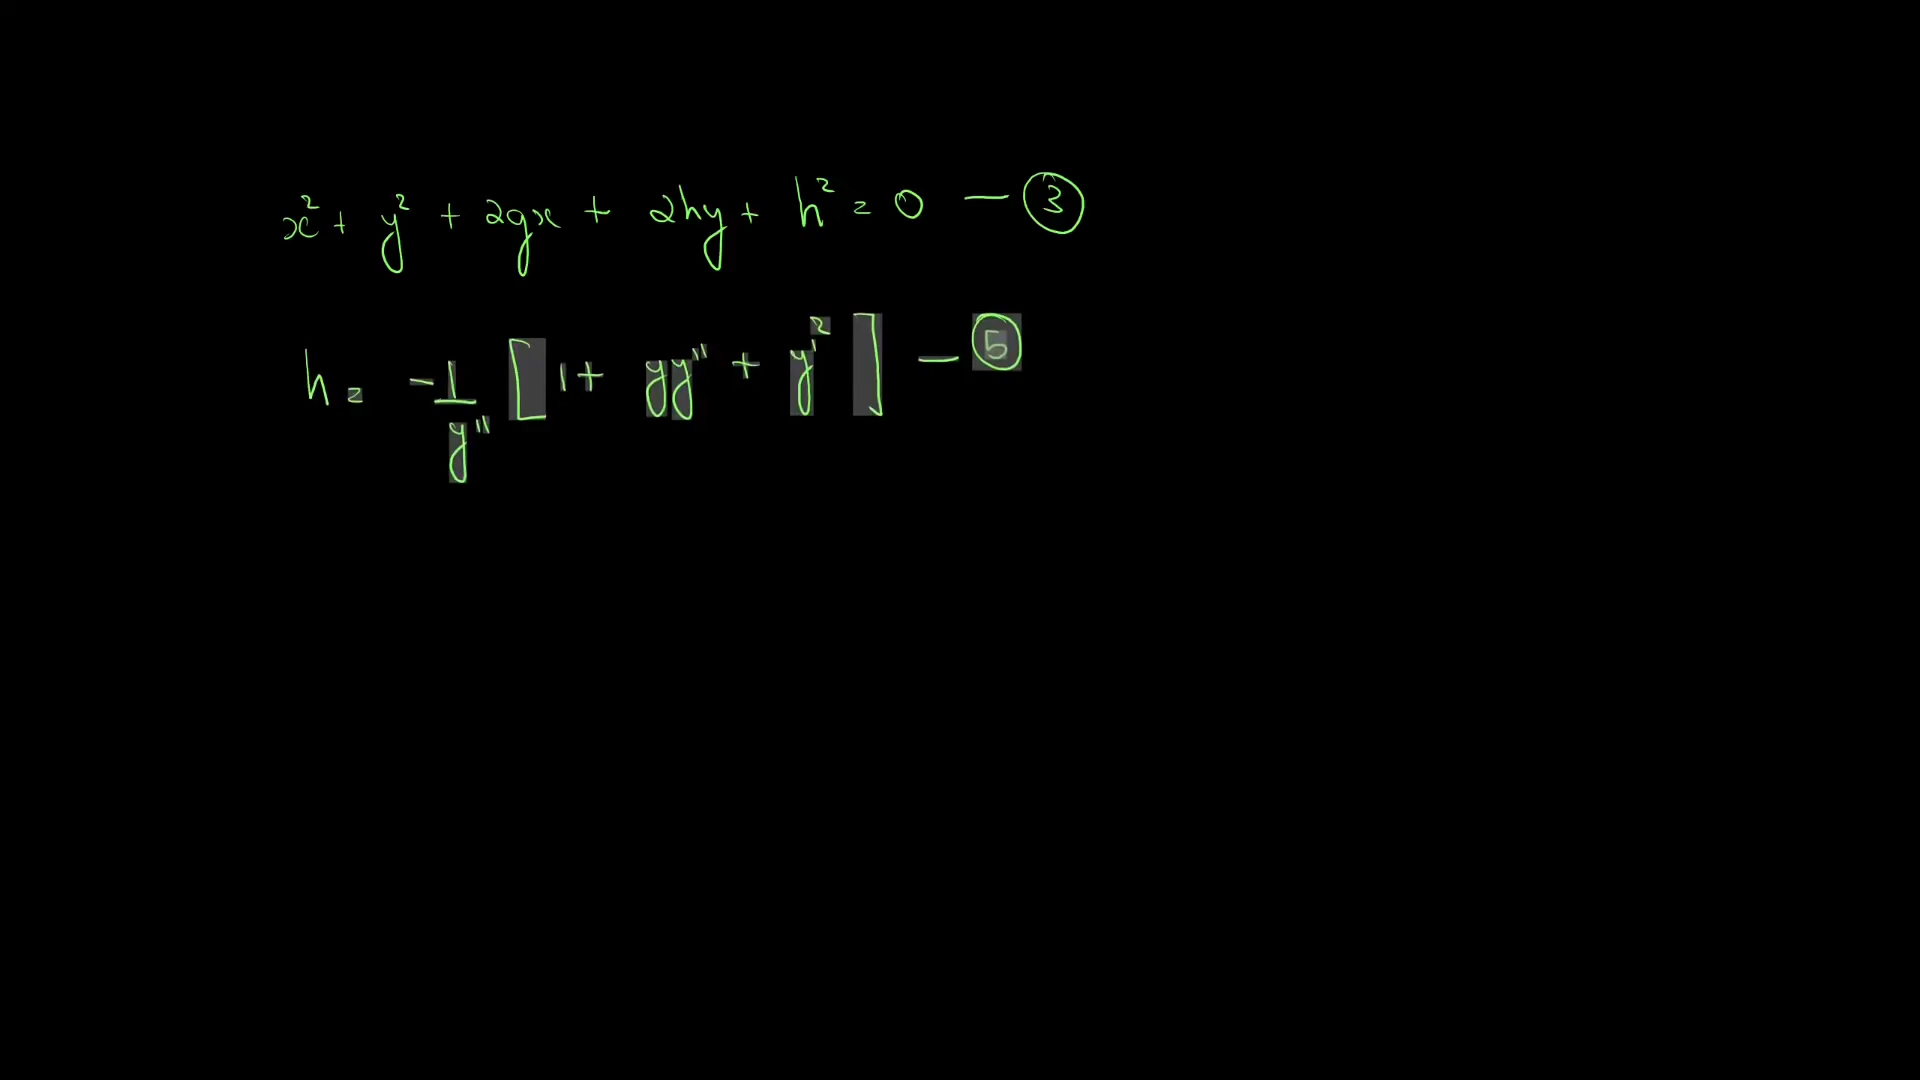 x² + y² + 2gx + 2hy + h² = 0 — ③
h = -1/y'' [1 + yy'' + y'²] — ⑤